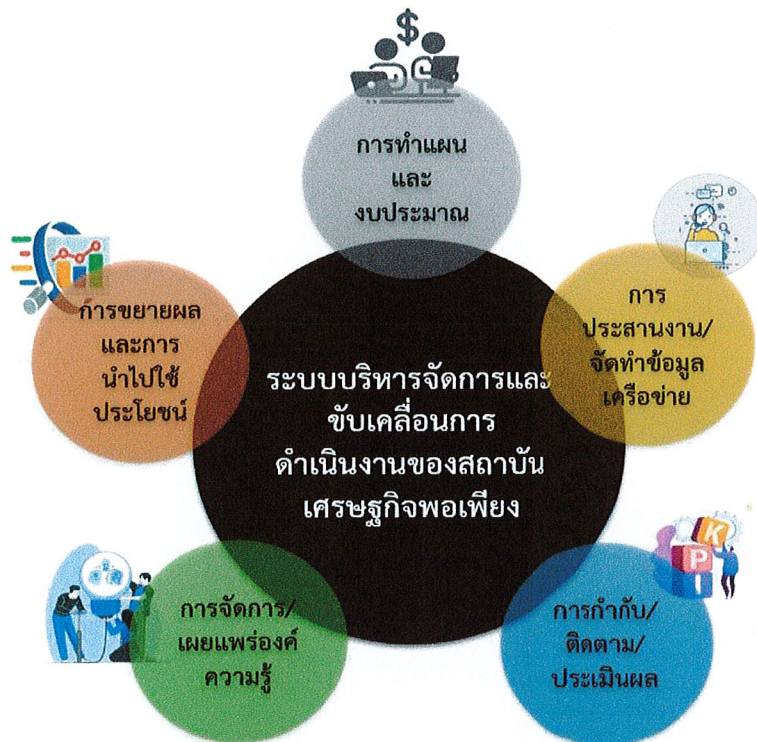 $
การทำแผน
และ
งบประมาณ
การ
ประสานงาน/
จัดทำข้อมูล
เครือข่าย
การขยายผล
และการ
นำไปใช้
ประโยชน์
ระบบบริหารจัดการและ
ขับเคลื่อนการ
ดำเนินงานของสถาบัน
เศรษฐกิจพอเพียง
การจัดการ/
เผยแพร่องค์
ความรู้
การกำกับ/
ติดตาม/
ประเมินผล
K
P
I